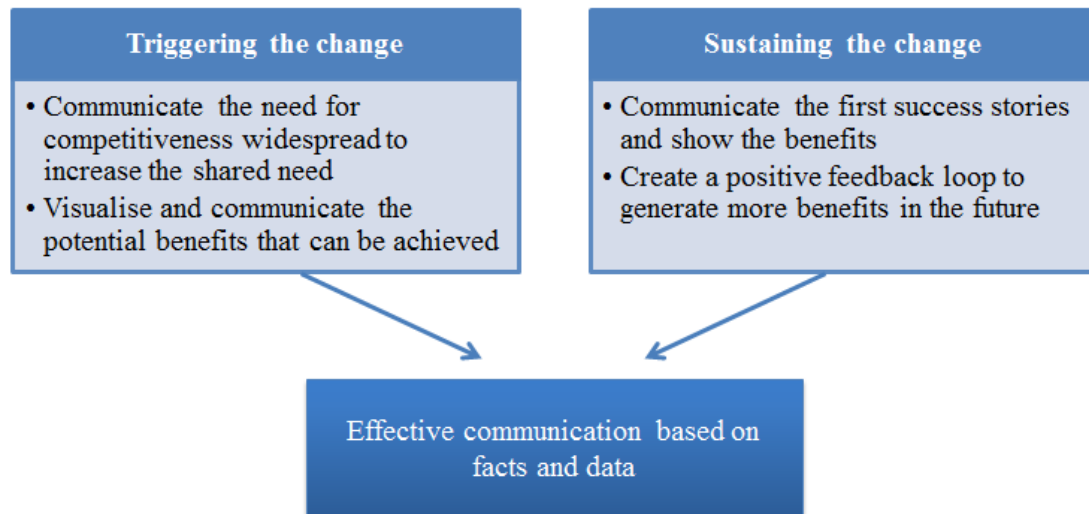 Triggering the change
• Communicate the need for
competitiveness widespread to
increase the shared need
• Visualise and communicate the
potential benefits that can be achieved
Sustaining the change
• Communicate the first success stories
and show the benefits
• Create a positive feedback loop to
generate more benefits in the future
Effective communication based on
facts and data